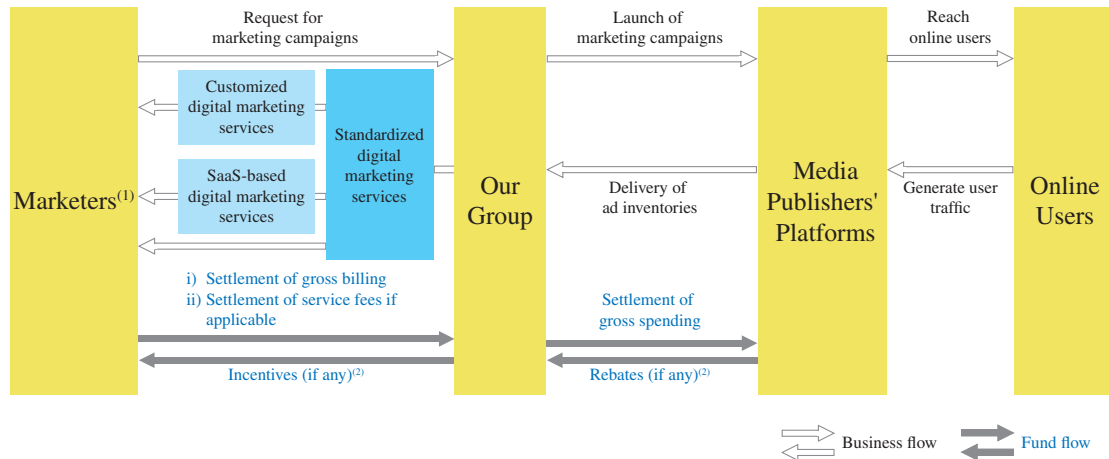 Request for
marketing campaigns
Launch of
marketing campaigns
Reach
online users
Customized
digital marketing
services
Standardized
digital
marketing
services
SaaS-based
digital marketing
services
Marketers(1)
Our
Group
Delivery of
ad inventories
Media
Publishers'
Platforms
Generate user
traffic
Online
Users
i) Settlement of gross billing
ii) Settlement of service fees if
applicable
Settlement of
gross spending
Incentives (if any)(2)
Rebates (if any)(2)
Business flow
Fund flow